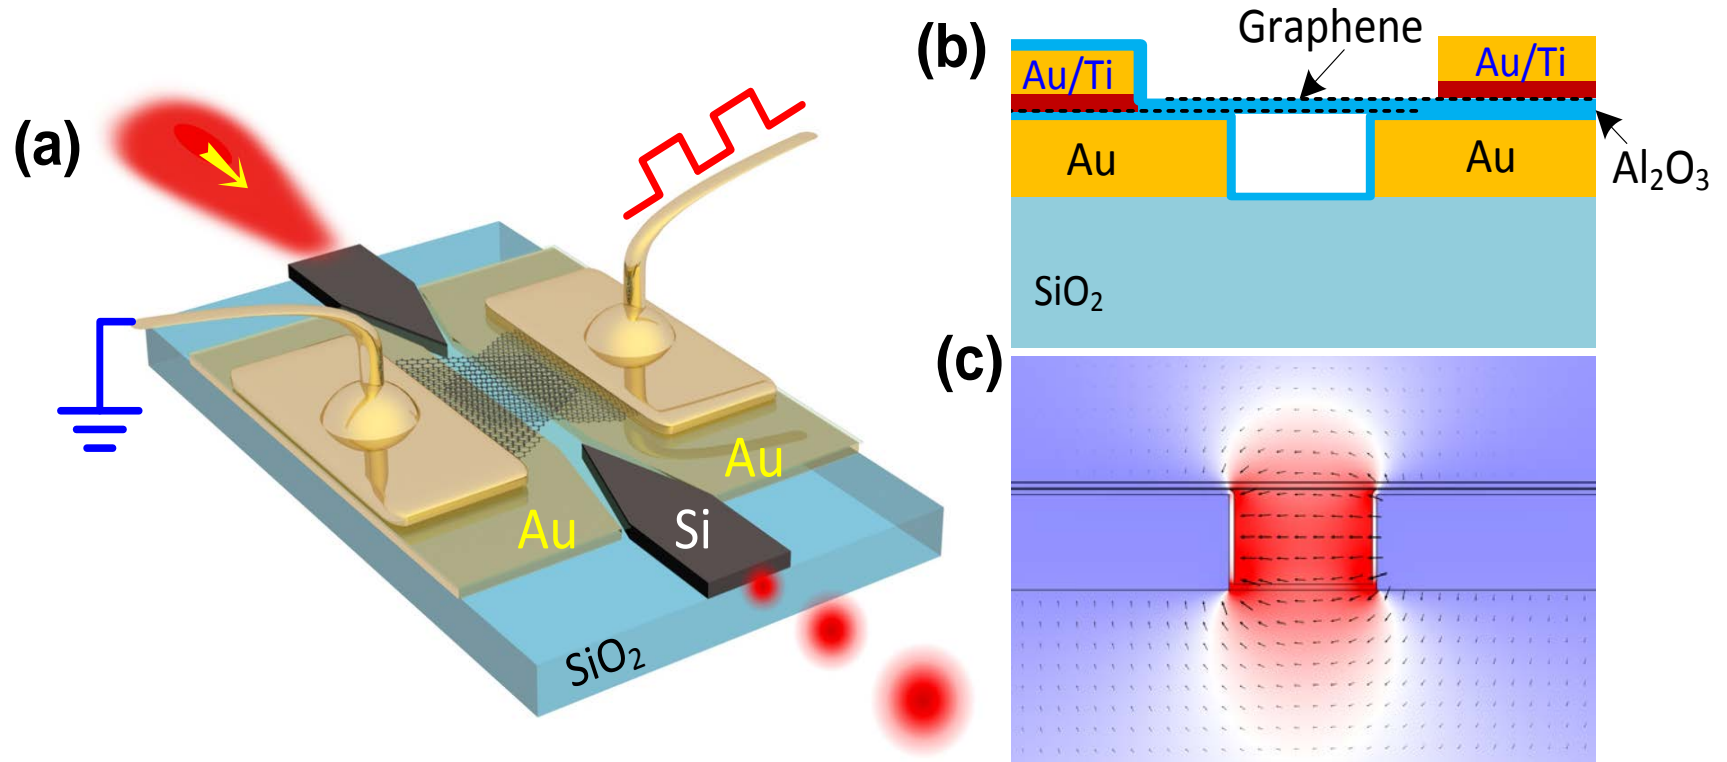 (a)
Au
Au
Si
SiO₂
(b)
Graphene
Au/Ti
Au/Ti
Au
Au
Al₂O₃
SiO₂
(c)